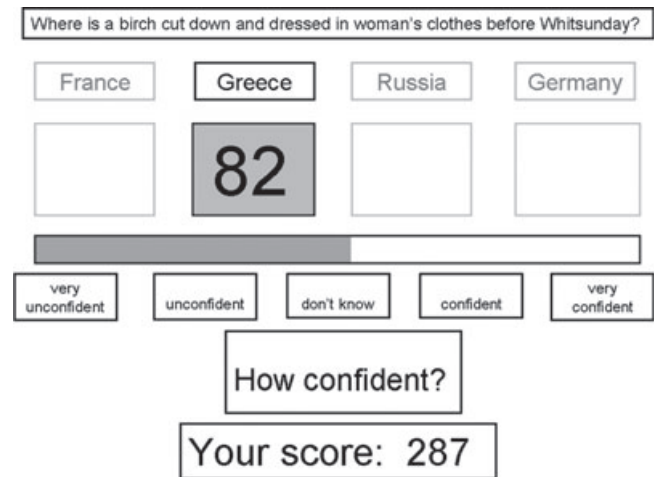 Where is a birch cut down and dressed in woman's clothes before Whitsunday?
France Greece Russia Germany
82
very unconfident
unconfident
don't know
confident
very confident
How confident?
Your score: 287